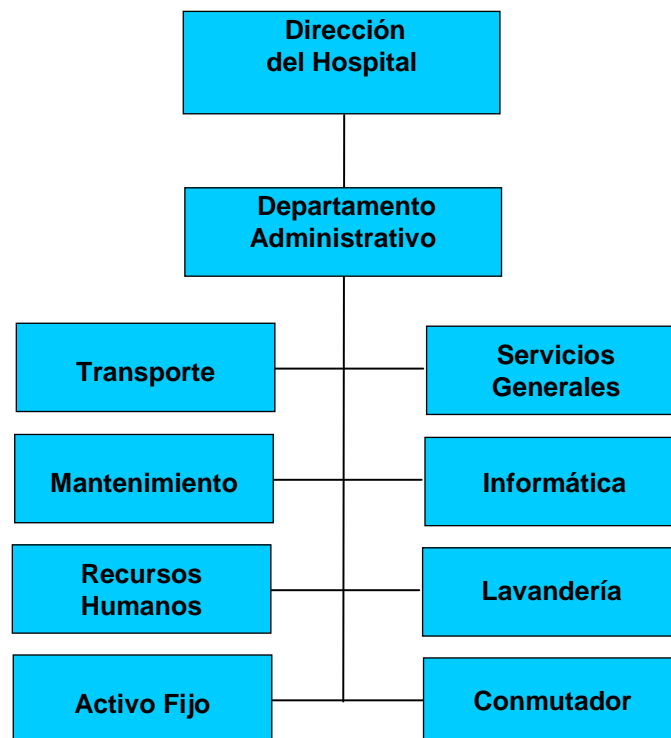 Dirección
del Hospital
Departamento
Administrativo
Transporte
Servicios
Generales
Mantenimiento
Informática
Recursos
Humanos
Lavandería
Activo Fijo
Conmutador